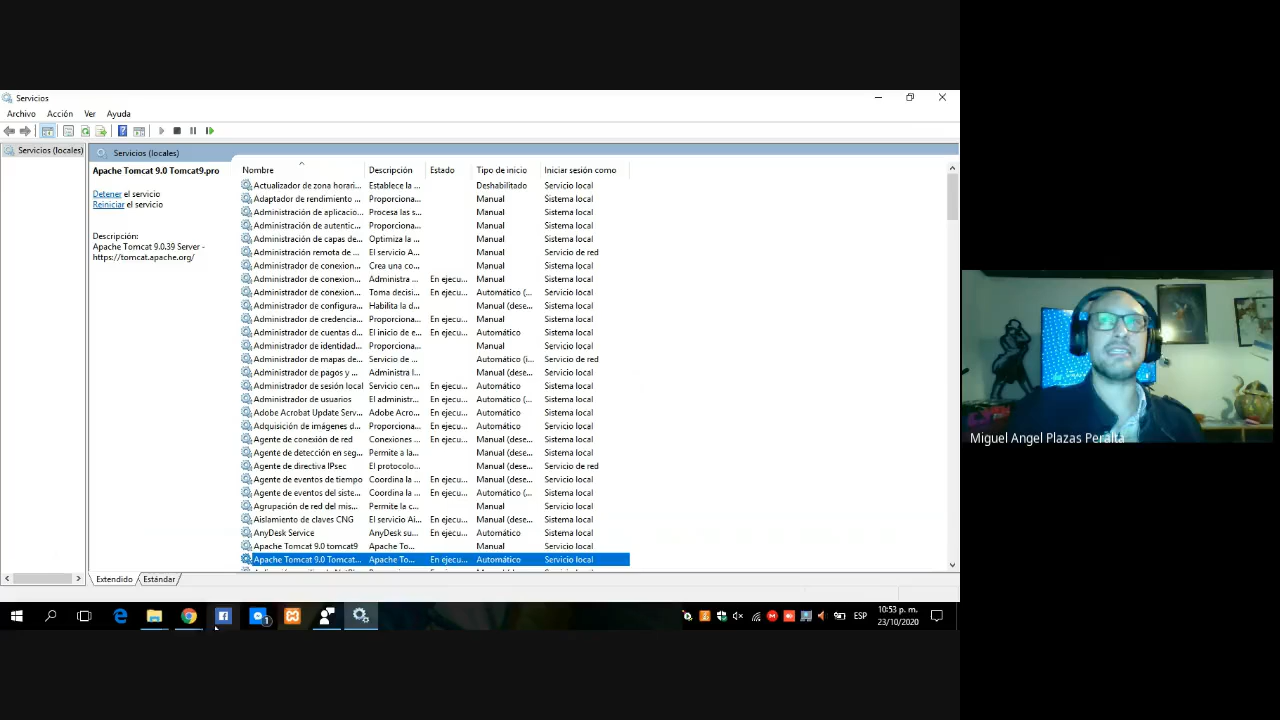 Servicios
Archivo Acción Ver Ayuda
Servicios (locales)
Servicios (locales)
Apache Tomcat 9.0 Tomcat9.pro
Detener el servicio
Reiniciar el servicio
Descripción:
Apache Tomcat 9.0.39 Server -
https://tomcat.apache.org/
Nombre Descripción Estado Tipo de inicio Iniciar sesión como
Actualizador de zona horari... Establece la ... Deshabilitado Servicio local
Adaptador de rendimiento ... Proporciona... Manual Sistema local
Administración de aplicacio... Procesa las s... Manual Sistema local
Administración de autentic... Proporciona... Manual Sistema local
Administración de capas de... Optimiza la ... Manual Sistema local
Administración remota de ... El servicio A... Manual Servicio de red
Administrador de conexion... Crea una co... Manual Sistema local
Administrador de conexion... Administra ... En ejecu... Manual Sistema local
Administrador de conexion... Toma decisi... En ejecu... Automático (... Servicio local
Administrador de configura... Habilita la d... Manual (dese... Sistema local
Administrador de credencia... Proporciona... En ejecu... Manual Sistema local
Administrador de cuentas d... El inicio de e... En ejecu... Automático Sistema local
Administrador de identidad... Proporciona... Manual Servicio local
Administrador de mapas de... Servicio de ... Automático (i... Servicio de red
Administrador de pagos y ... Administra l... Manual (dese... Servicio local
Administrador de sesión local Servicio cen... En ejecu... Automático Sistema local
Administrador de usuarios El administr... En ejecu... Automático (... Sistema local
Adobe Acrobat Update Serv... Adobe Acro... En ejecu... Automático Sistema local
Adquisición de imágenes d... Proporciona... En ejecu... Automático Servicio local
Agente de conexión de red Conexiones ... En ejecu... Manual (dese... Sistema local
Agente de detección en seg... Permite a la... Manual (dese... Sistema local
Agente de directiva IPsec El protocolo... Manual (dese... Servicio de red
Agente de eventos de tiempo Coordina la ... En ejecu... Manual (dese... Servicio local
Agente de eventos del siste... Coordina la ... En ejecu... Automático (... Sistema local
Agrupación de red del mis... Permite la c... Manual Servicio local
Aislamiento de claves CNG El servicio Ai... En ejecu... Manual (dese... Sistema local
AnyDesk Service AnyDesk su... En ejecu... Automático Sistema local
Apache Tomcat 9.0 tomcat9 Apache To... Manual Servicio local
Apache Tomcat 9.0 Tomcat... Apache To... En ejecu... Automático Servicio local
Extendido Estándar
ESP
10:53 p. m.
23/10/2020
Miguel Angel Plazas Peralta